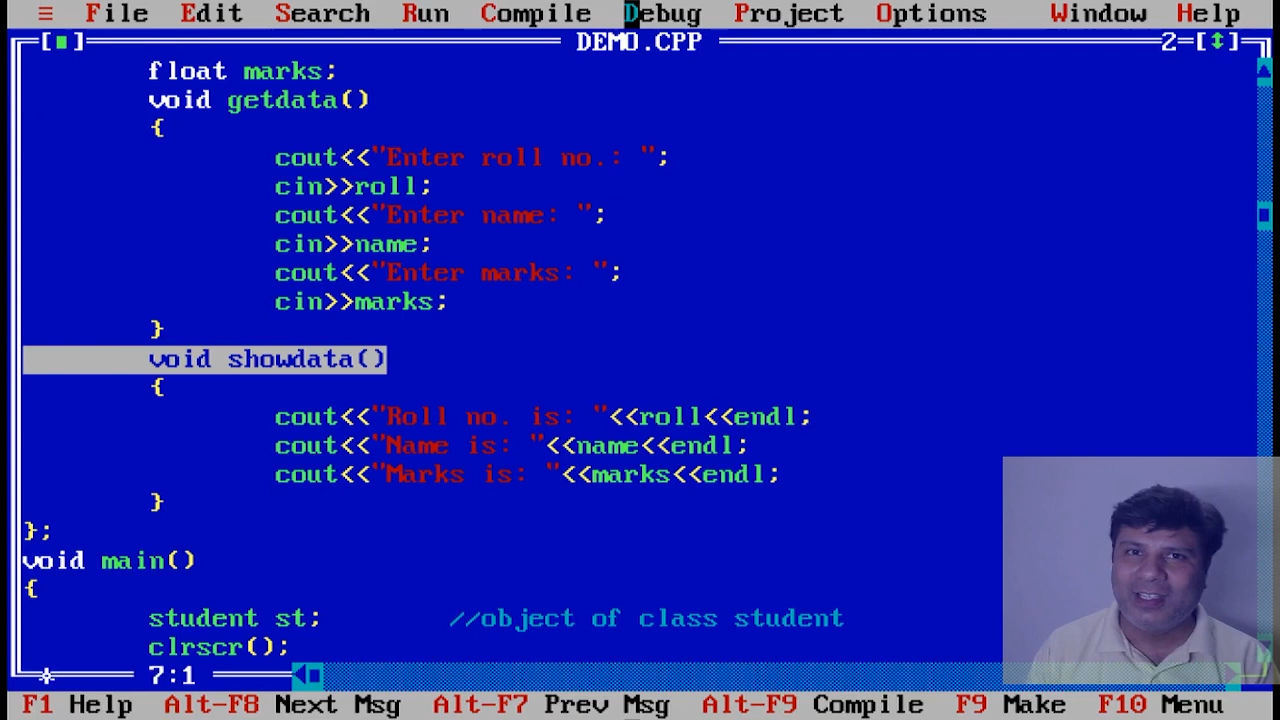 ≡ File Edit Search Run Compile Debug Project Options Window Help
[■] DEMO.CPP 2=[↕]
float marks;
void getdata()
{
cout<<"Enter roll no.: ";
cin>>roll;
cout<<"Enter name: ";
cin>>name;
cout<<"Enter marks: ";
cin>>marks;
}
void showdata()
{
cout<<"Roll no. is: "<<roll<<endl;
cout<<"Name is: "<<name<<endl;
cout<<"Marks is: "<<marks<<endl;
}
};
void main()
{
student st; //object of class student
clrscr();
7:1
F1 Help Alt-F8 Next Msg Alt-F7 Prev Msg Alt-F9 Compile F9 Make F10 Menu